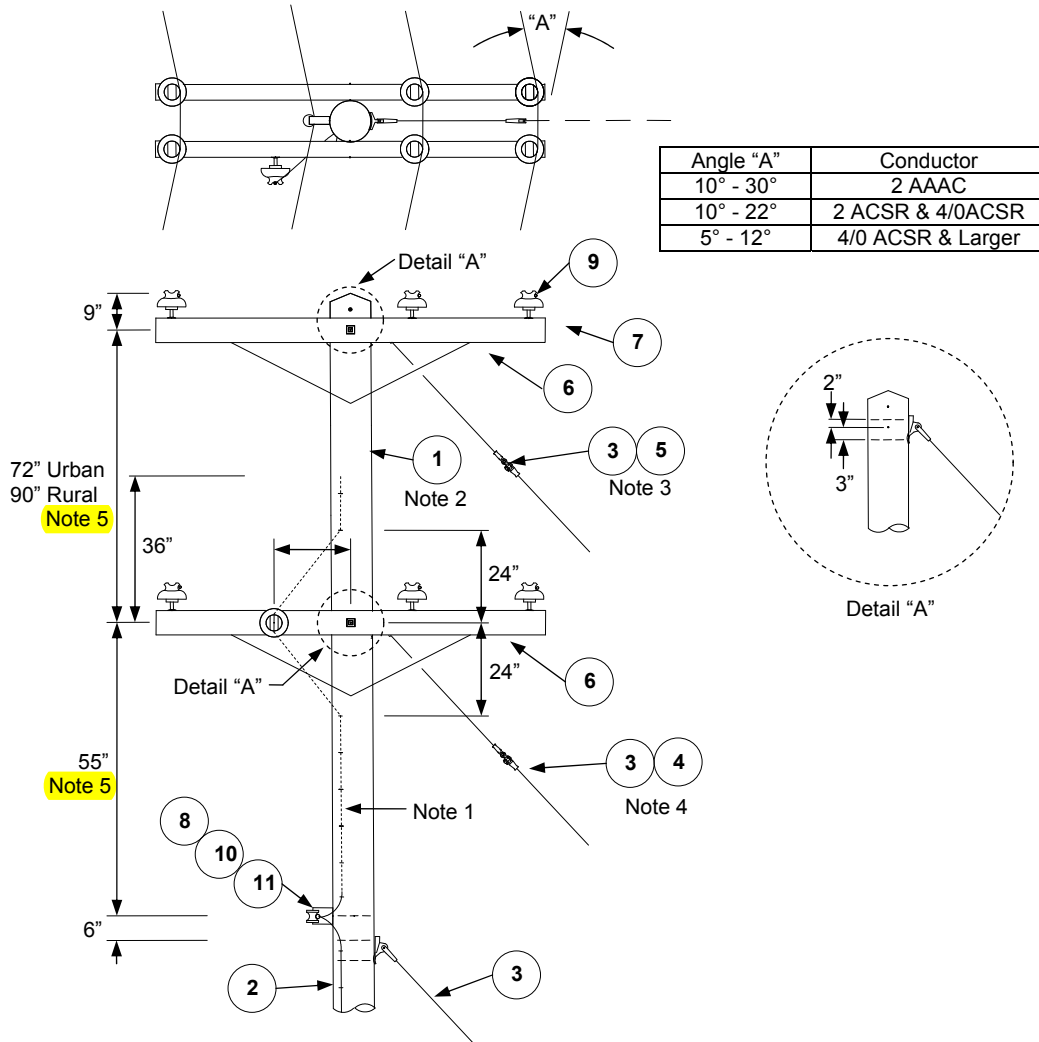 “A”
Angle “A” Conductor
10° - 30° 2 AAAC
10° - 22° 2 ACSR & 4/0ACSR
5° - 12° 4/0 ACSR & Larger
Detail “A”
9
9”
7
6
2”
3”
Detail “A”
1
Note 2
3 5
Note 3
72” Urban
90” Rural
Note 5
36”
24”
24”
Detail “A”
6
55”
Note 5
3 4
Note 4
Note 1
8
10
11
6”
2
3